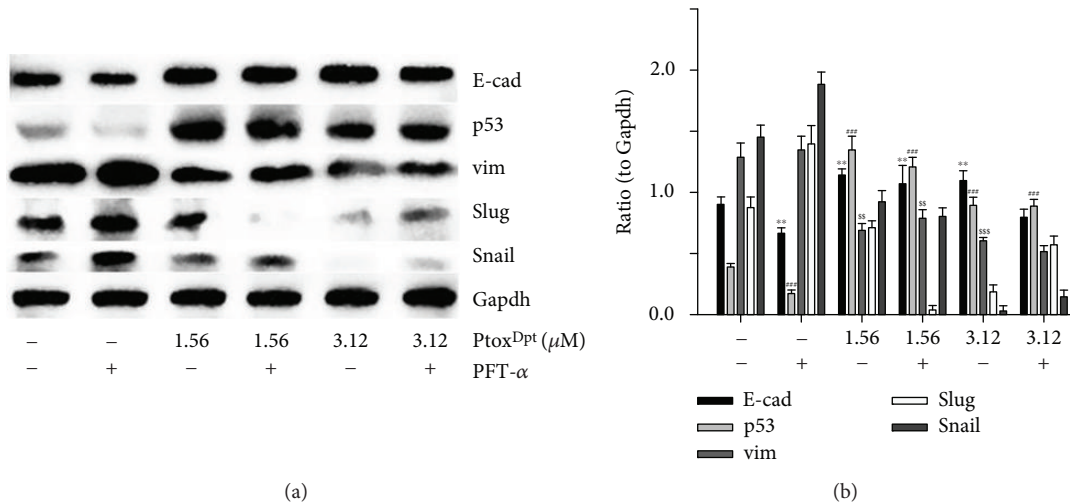 E-cad
p53
vim
Slug
Snail
Gapdh
– – 1.56 1.56 3.12 3.12 Ptox^Dpt (μM)
– + – + – + PFT-α
(a)
Ratio (to Gapdh)
2.0
1.0
0.0
** ###
** ### $$
** ### $$
** ### $$$
###
– – 1.56 1.56 3.12 3.12
– + – + – +
E-cad Slug
p53 Snail
vim
(b)